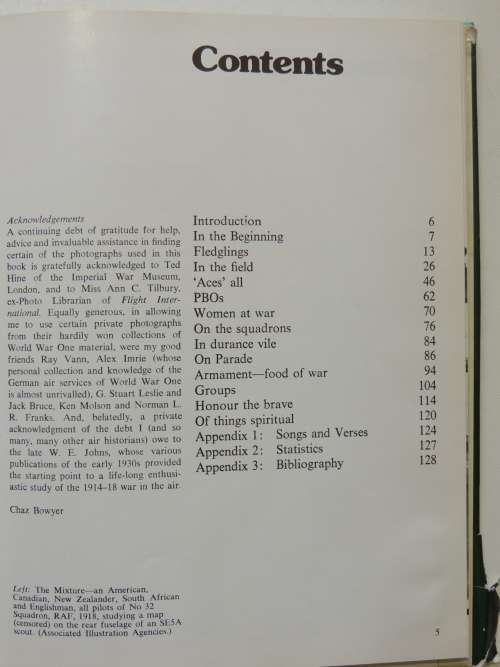 Contents
Acknowledgements
A continuing debt of gratitude for help,
advice and invaluable assistance in finding
certain of the photographs used in this
book is gratefully acknowledged to Ted
Hine of the Imperial War Museum,
London, and to Miss Ann C. Tilbury,
ex-Photo Librarian of Flight Inter-
national. Equally generous, in allowing
me to use certain private photographs
from their hardily won collections of
World War One material, were my good
friends Ray Vann, Alex Imrie (whose
personal collection and knowledge of the
German air services of World War One
is almost unrivalled), G. Stuart Leslie and
Jack Bruce, Ken Molson and Norman L.
R. Franks. And, belatedly, a private
acknowledgment of the debt I (and so
many, many other air historians) owe to
the late W. E. Johns, whose various
publications of the early 1930s provided
the starting point to a life-long enthusi-
astic study of the 1914–18 war in the air.
Chaz Bowyer
Introduction 6
In the Beginning 7
Fledglings 13
In the field 26
'Aces' all 46
PBOs 62
Women at war 70
On the squadrons 76
In durance vile 84
On Parade 86
Armament—food of war 94
Groups 104
Honour the brave 114
Of things spiritual 120
Appendix 1: Songs and Verses 124
Appendix 2: Statistics 127
Appendix 3: Bibliography 128
Left: The Mixture—an American,
Canadian, New Zealander, South African
and Englishman, all pilots of No 32
Squadron, RAF, 1918, studying a map
(censored) on the rear fuselage of an SE5A
scout. (Associated Illustration Agencies.)
5